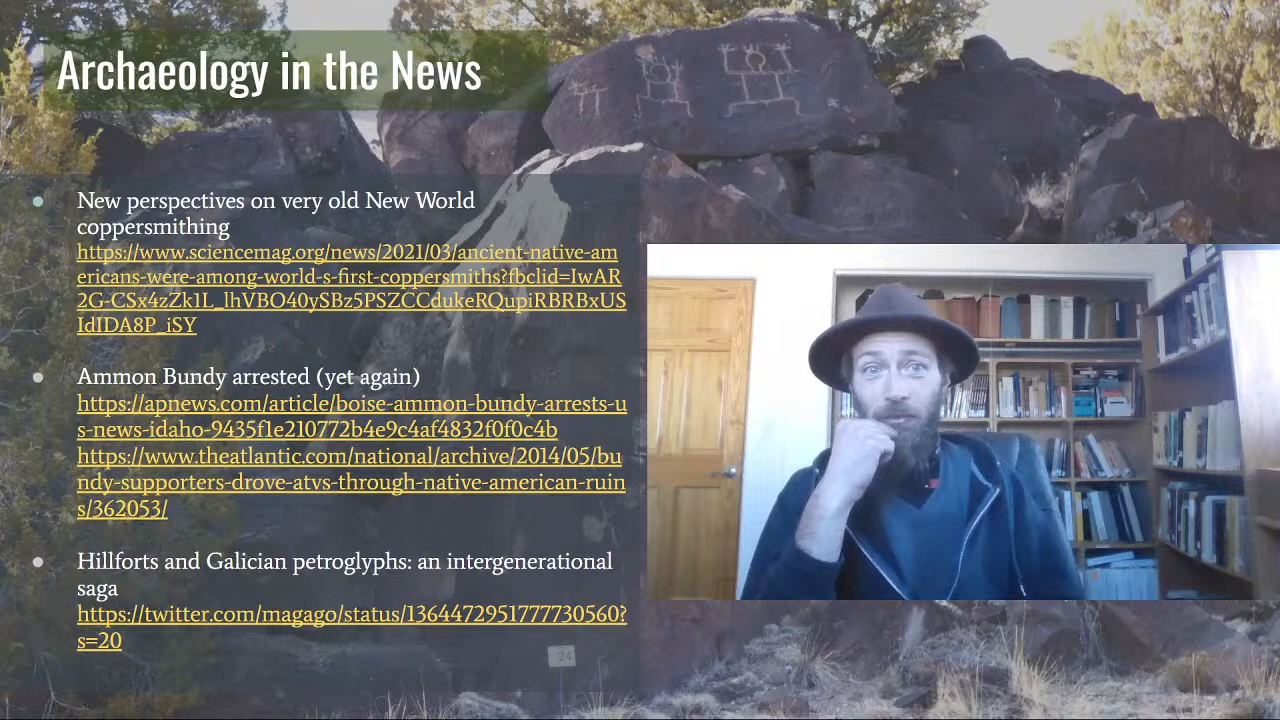 Archaeology in the News
New perspectives on very old New World
coppersmithing
https://www.sciencemag.org/news/2021/03/ancient-native-am
ericans-were-among-world-s-first-coppersmiths?fbclid=IwAR
2G-CSx4zZk1L_lhVBO40ySBz5PSZCCdukeRQupiRBRBxUS
IdIDA8P_iSY
Ammon Bundy arrested (yet again)
https://apnews.com/article/boise-ammon-bundy-arrests-u
s-news-idaho-9435f1e210772b4e9c4af4832f0f0c4b
https://www.theatlantic.com/national/archive/2014/05/bu
ndy-supporters-drove-atvs-through-native-american-ruin
s/362053/
Hillforts and Galician petroglyphs: an intergenerational
saga
https://twitter.com/magago/status/1364472951777730560?
s=20
24